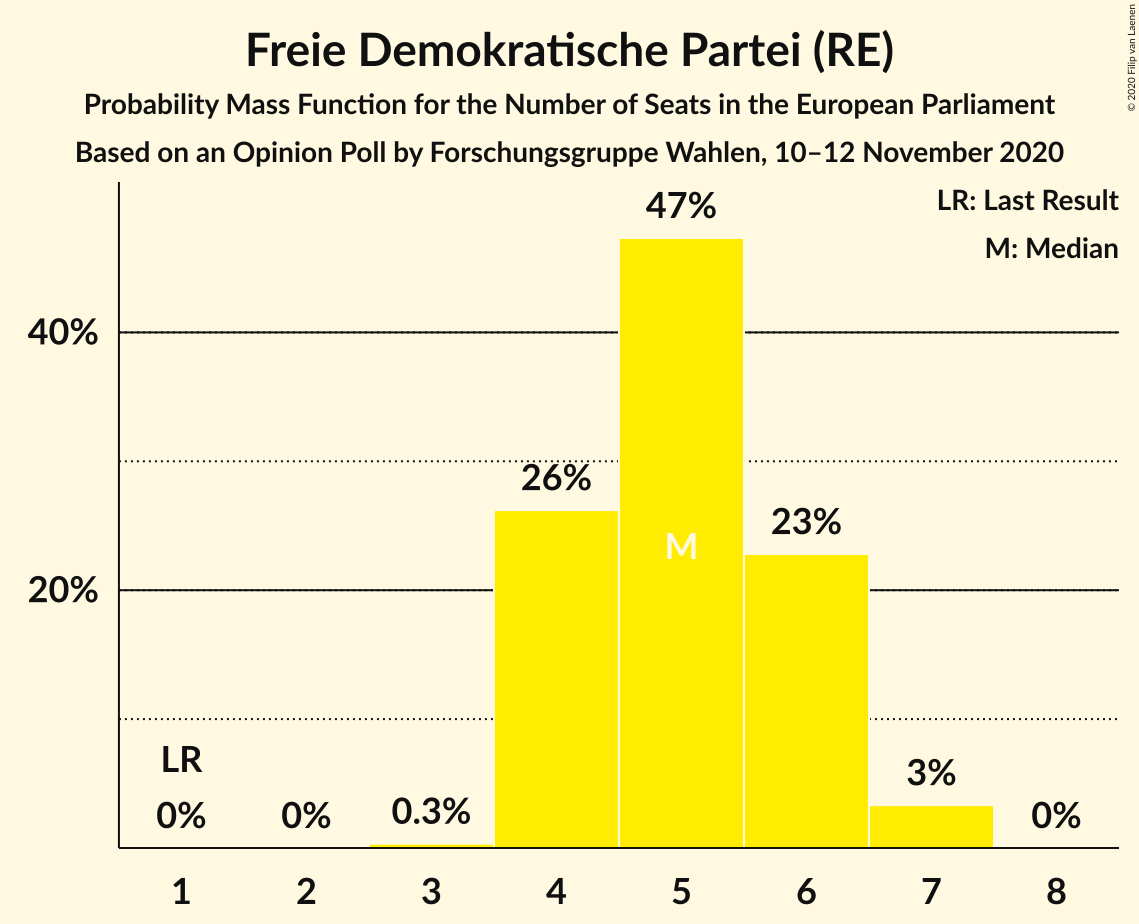 Freie Demokratische Partei (RE)
Probability Mass Function for the Number of Seats in the European Parliament
Based on an Opinion Poll by Forschungsgruppe Wahlen, 10–12 November 2020
© 2020 Filip van Laenen
LR: Last Result
M: Median
47%
40%
26%
23%
M
20%
LR
0%
0%
0.3%
3%
0%
1 2 3 4 5 6 7 8